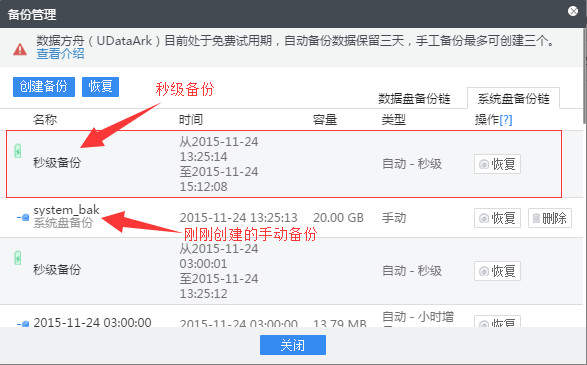 备份管理
数据方舟（UDataArk）目前处于免费试用期，自动备份数据保留三天，手工备份最多可创建三个。
查看介绍
创建备份 恢复
秒级备份
数据盘备份链 系统盘备份链
名称 时间 容量 类型 操作[?]
秒级备份
从2015-11-24
13:25:14
至2015-11-24
15:12:08
自动 - 秒级
恢复
system_bak
系统盘备份
2015-11-24 13:25:13 20.00 GB 手动 恢复 删除
刚刚创建的手动备份
秒级备份
从2015-11-24
03:00:01
至2015-11-24
13:25:12
自动 - 秒级
恢复
2015-11-24 03:00:00 2015-11-24 03:00:00 13.79 MB
自动 - 小时增
恢复
关闭